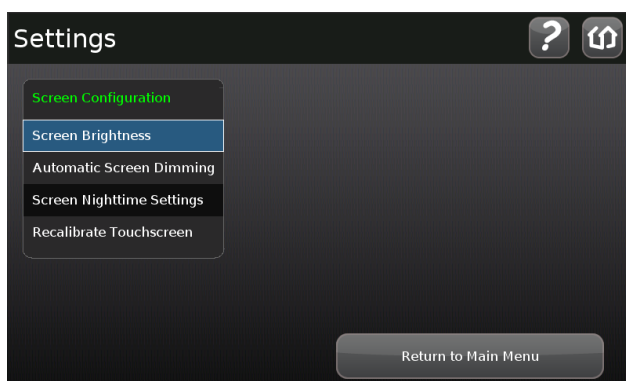 Settings
?
Screen Configuration
Screen Brightness
Automatic Screen Dimming
Screen Nighttime Settings
Recalibrate Touchscreen
Return to Main Menu